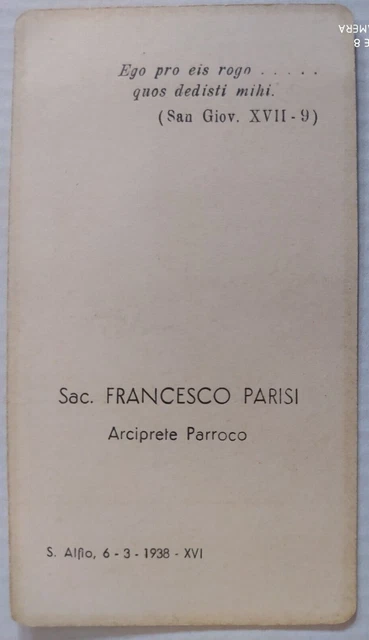 Ego pro eis rogo . . . . .
quos dedisti mihi.
(San Giov. XVII - 9)
Sac. FRANCESCO PARISI
Arciprete Parroco
S. Alfio, 6 - 3 - 1938 - XVI